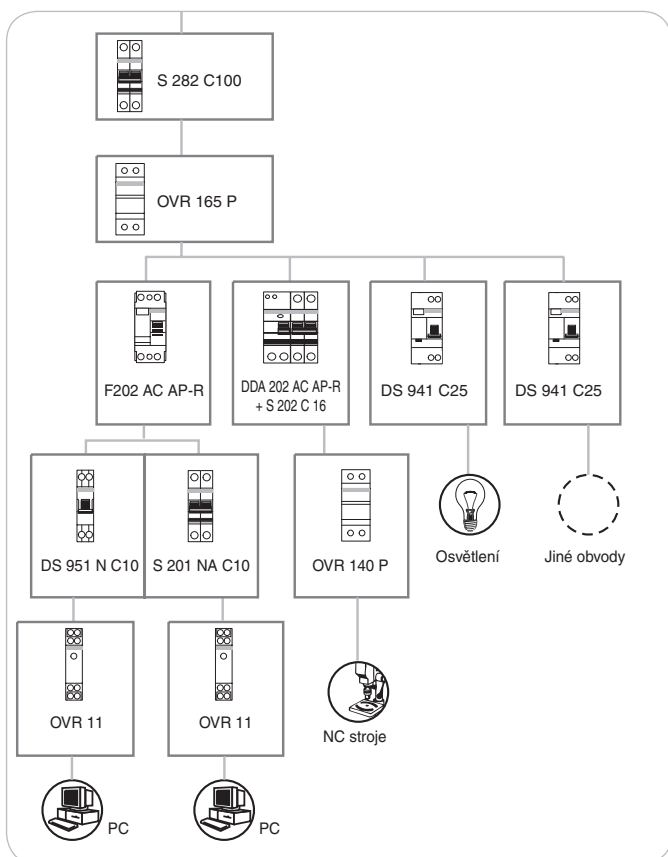 S 282 C100
OVR 165 P
F202 AC AP-R
DDA 202 AC AP-R
+ S 202 C 16
DS 941 C25
DS 941 C25
DS 951 N C10
S 201 NA C10
OVR 140 P
Osvětlení
Jiné obvody
OVR 11
OVR 11
NC stroje
PC
PC